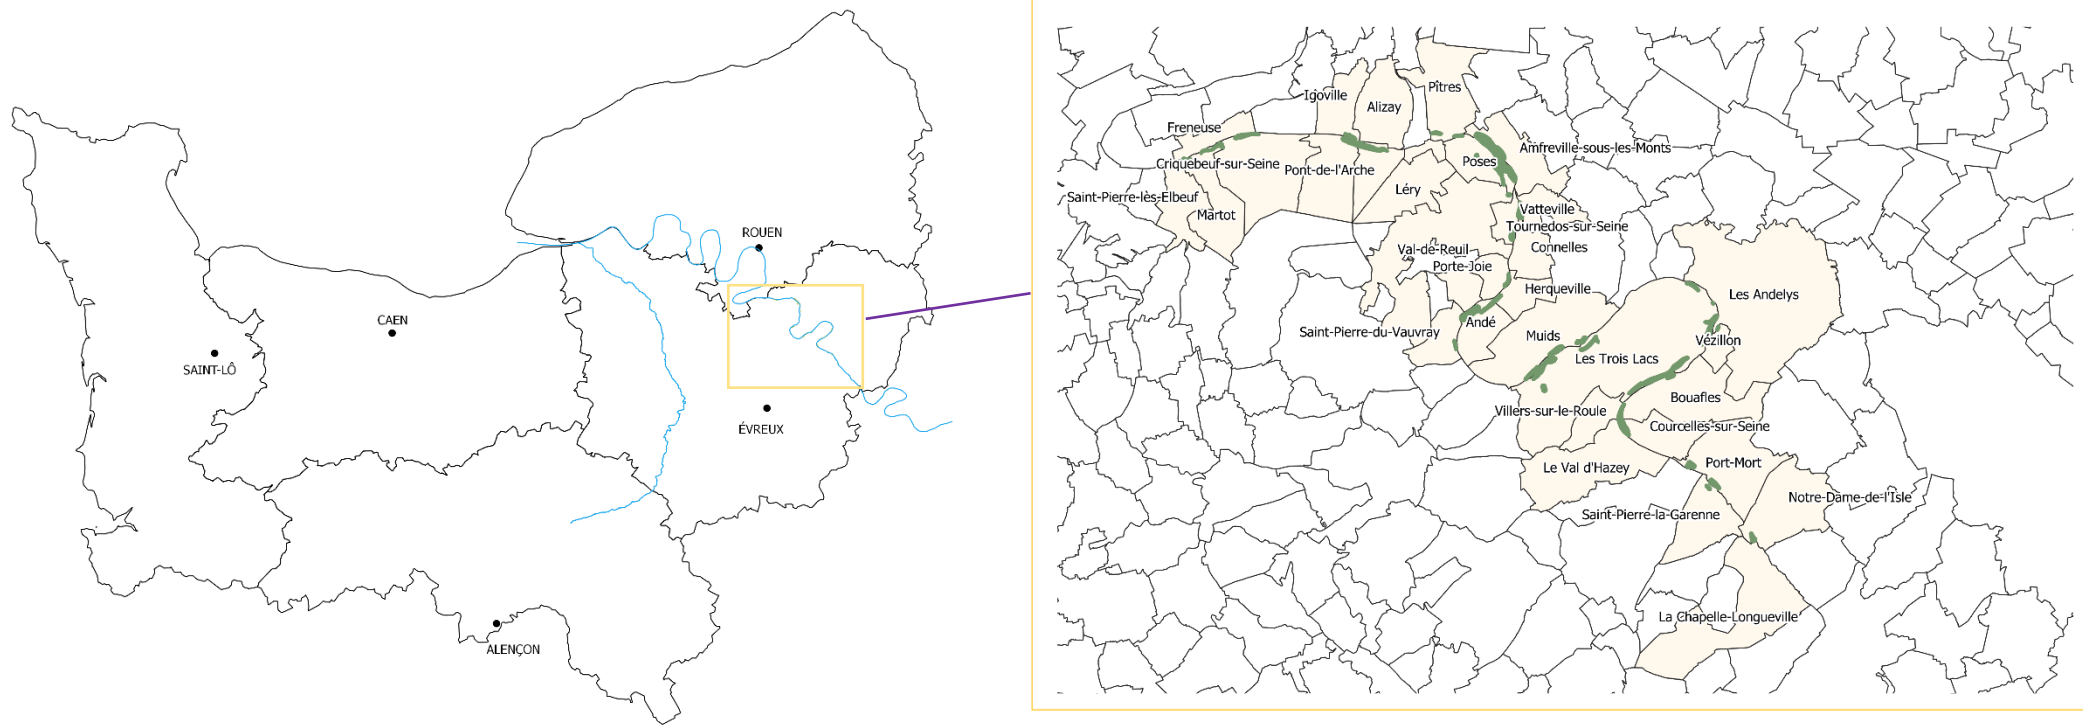 ROUEN
CAEN
SAINT-LÔ
ÉVREUX
ALENÇON
Pîtres
Igoville
Alizay
Freneuse
Amfreville-sous-les-Monts
Criquebeuf-sur-Seine
Pont-de-l'Arche
Poses
Léry
Saint-Pierre-lès-Elbeuf
Martot
Vatteville
Tournedos-sur-Seine
Connelles
Val-de-Reuil
Porte-Joie
Herqueville
Les Andelys
Andé
Saint-Pierre-du-Vauvray
Muids
Vézillon
Les Trois Lacs
Bouafles
Villers-sur-le-Roule
Courcelles-sur-Seine
Le Val d'Hazey
Port-Mort
Notre-Dame-de-l'Isle
Saint-Pierre-la-Garenne
La Chapelle-Longueville